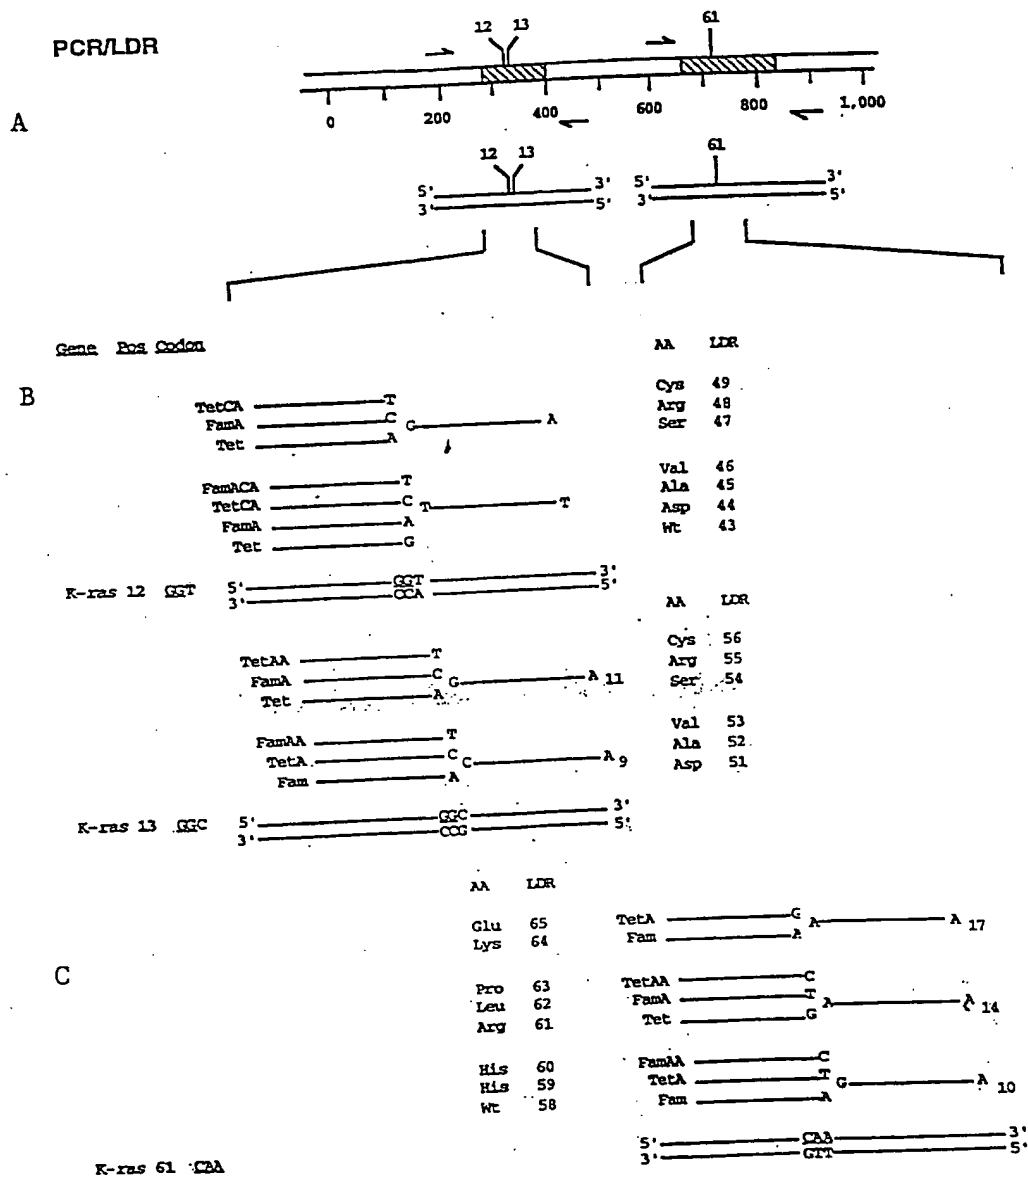 PCR/LDR
12 13
61
A
0 200 400 600 800 1,000
12 13
61
5' 3' 5' 3'
3' 5' 3' 5'
Gene Pos Codon
AA LDR
B
TetCA T
FamA C G A
Tet A
Cys 49
Arg 48
Ser 47
FamACA T
TetCA C T T
FamA A
Tet G
Val 46
Ala 45
Asp 44
Wt 43
K-ras 12 GGT 5' GGT 3'
3' CCA 5'
AA LDR
TetAA T
FamA C G A 11
Tet A
Cys 56
Arg 55
Ser 54
FamAA T
TetA C C A 9
Fam A
Val 53
Ala 52
Asp 51
K-ras 13 GGC 5' GGC 3'
3' CCG 5'
AA LDR
C
Glu 65 TetA G A A 17
Lys 64 Fam A
Pro 63 TetAA C
Leu 62 FamA T A A 14
Arg 61 Tet G
His 60 FamAA C
His 59 TetA T G A 10
Wt 58 Fam A
5' CAA 3'
3' GTT 5'
K-ras 61 CAA